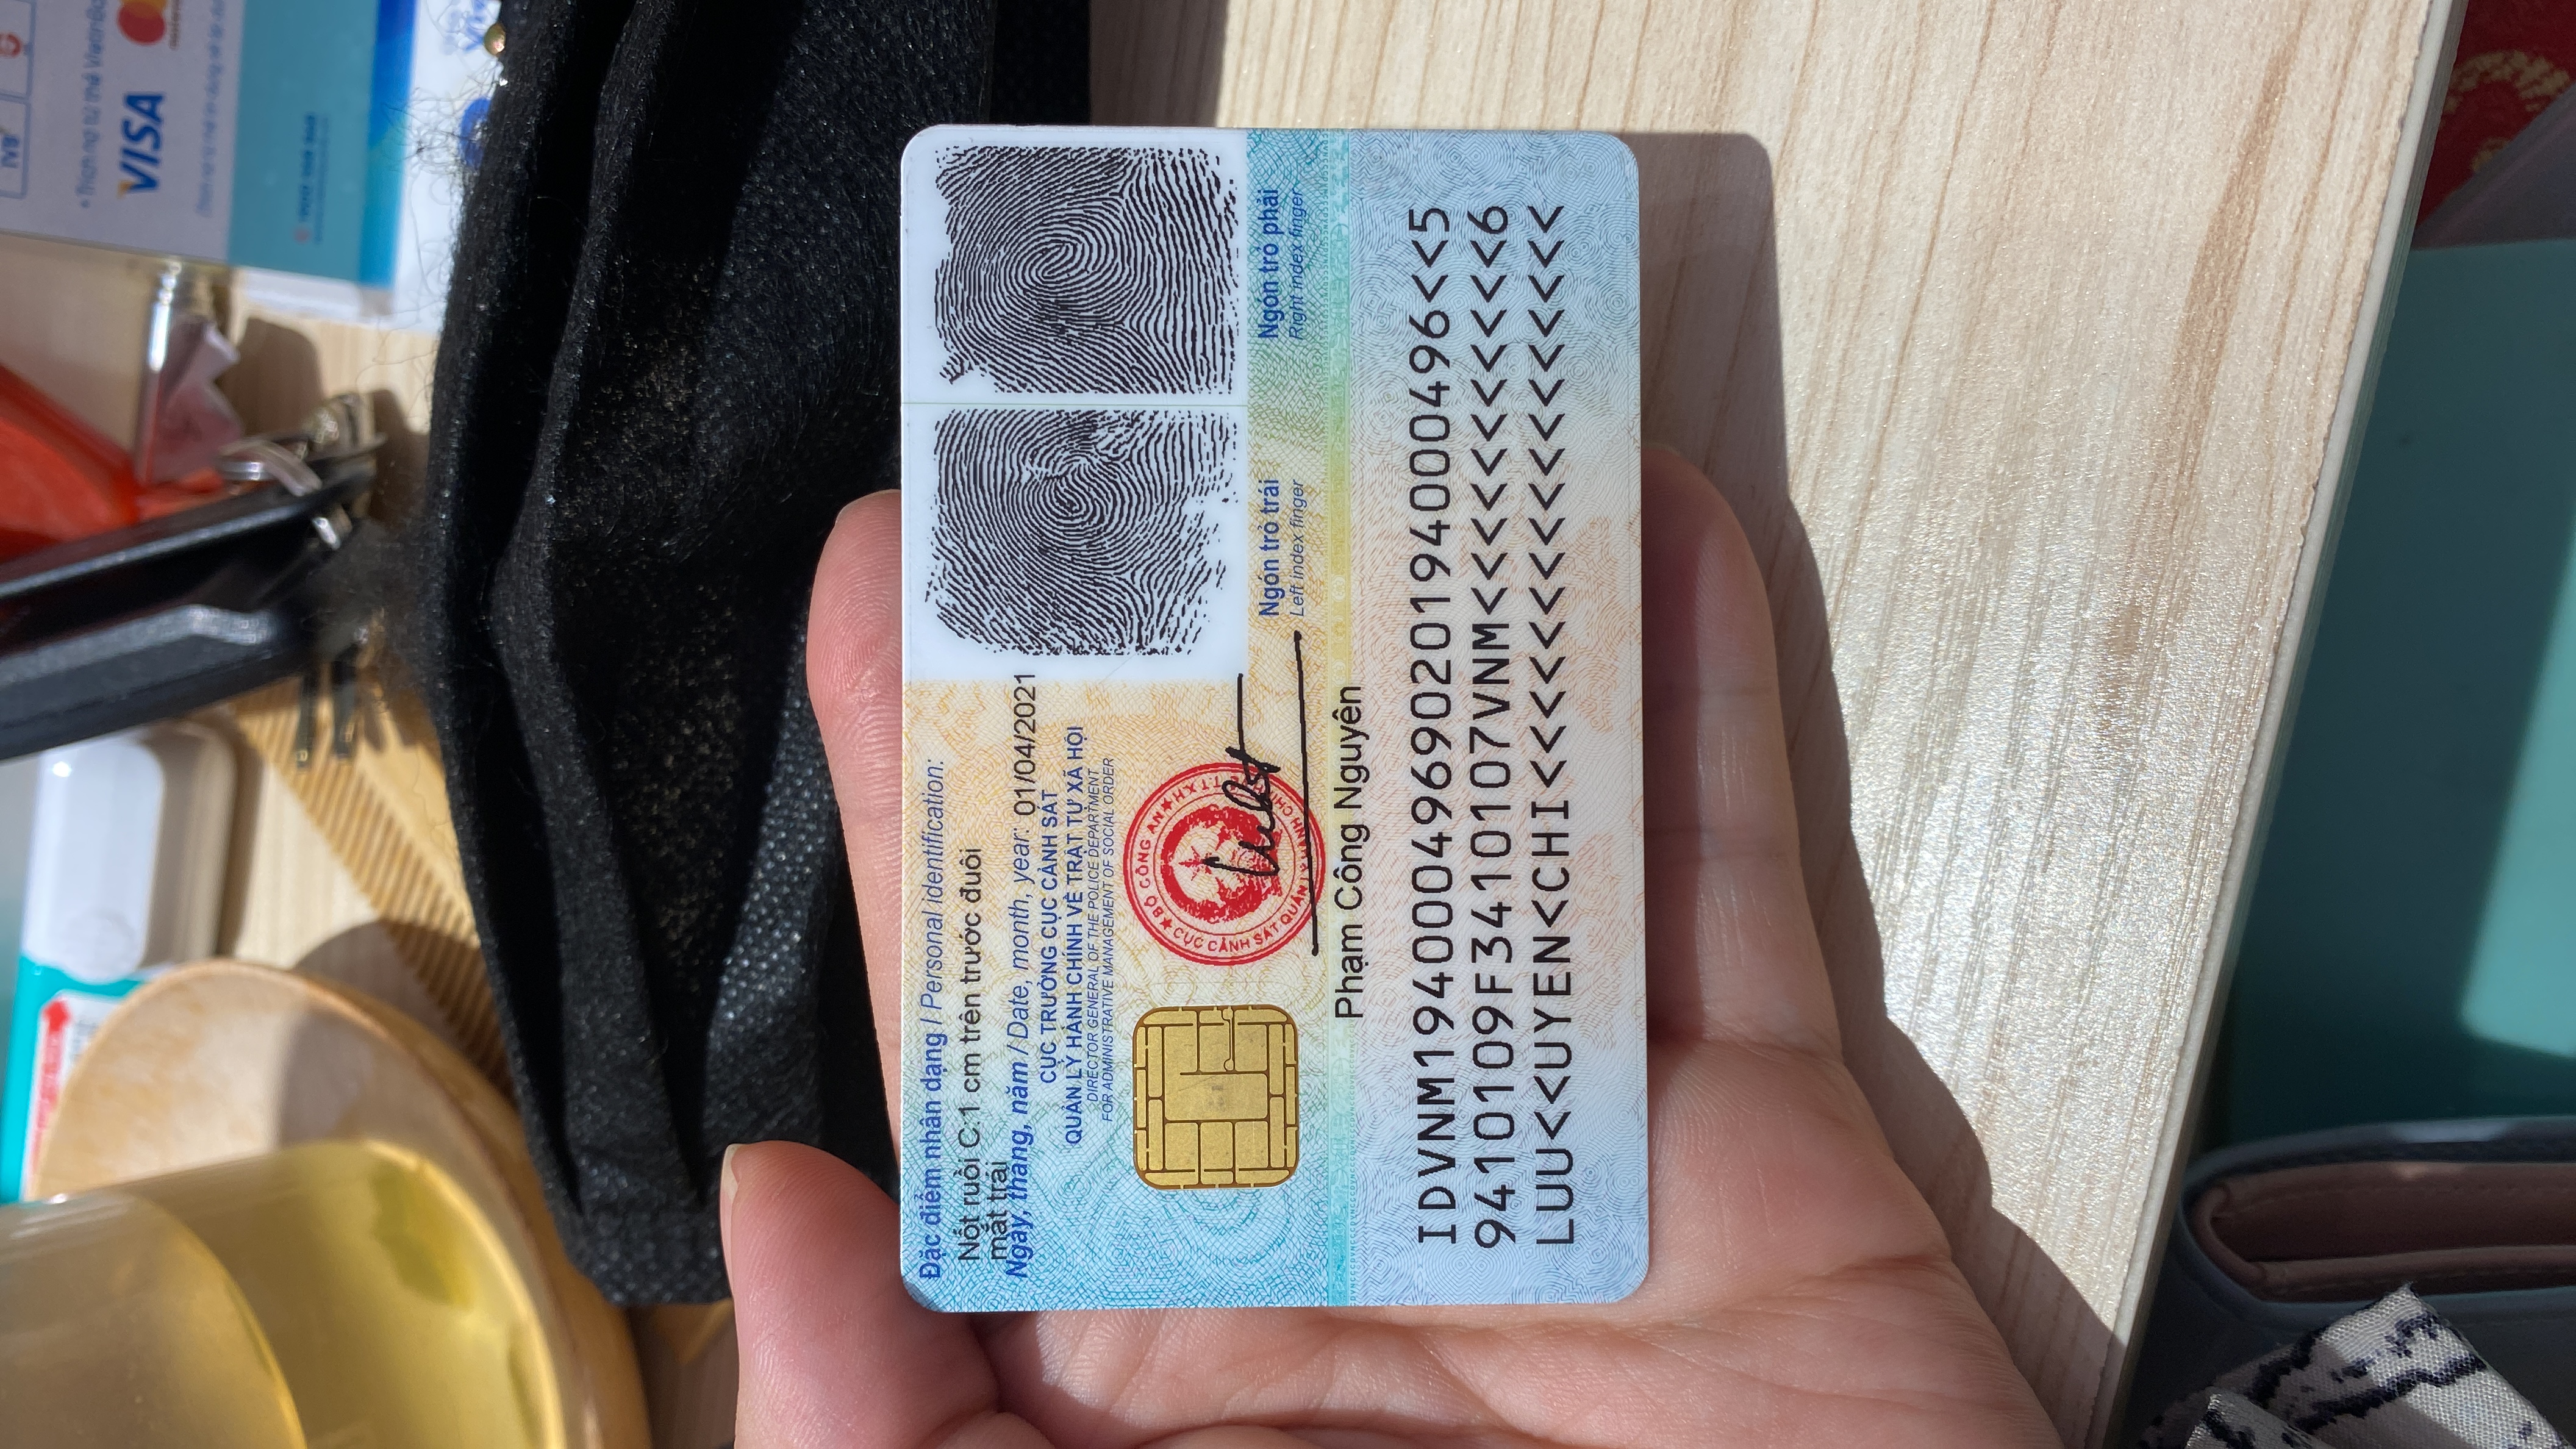 IVB
• Trích nợ từ thẻ VietinBa
VISA
1900 558 868
Đặc điểm nhân dạng / Personal identification:
Nốt ruồi C:1 cm trên trước đuôi
mắt trái
Ngày, tháng, năm / Date, month, year: 01/04/2021
CỤC TRƯỞNG CỤC CẢNH SÁT
QUẢN LÝ HÀNH CHÍNH VỀ TRẬT TỰ XÃ HỘI
DIRECTOR GENERAL OF THE POLICE DEPARTMENT
FOR ADMINISTRATIVE MANAGEMENT OF SOCIAL ORDER
★ BỘ CÔNG AN ★
CỤC CẢNH SÁT QUẢN LÝ HÀNH CHÍNH
T.T.X.H
Ngón trỏ trái
Left index finger
Ngón trỏ phải
Right index finger
Phạm Công Nguyên
IDVNM1940004969020194000496<<5
9410109F3410107VNM<<<<<<<<<<<6
LUU<<UYEN<CHI<<<<<<<<<<<<<<<<<